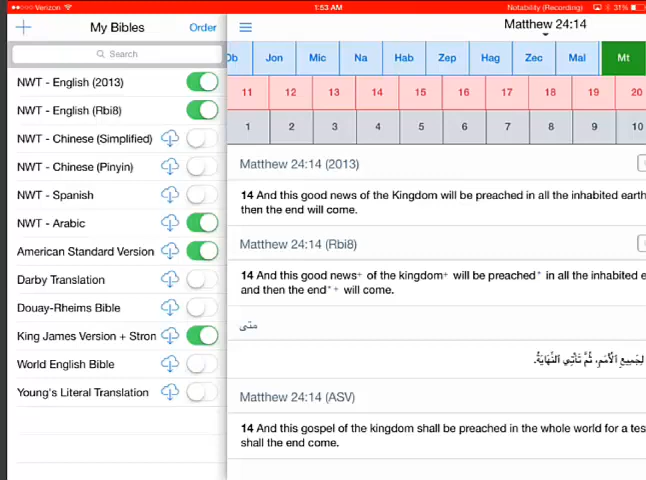 Verizon 1:53 AM Notability (Recording) 31%
My Bibles Order
Search
NWT - English (2013)
NWT - English (Rbi8)
NWT - Chinese (Simplified)
NWT - Chinese (Pinyin)
NWT - Spanish
NWT - Arabic
American Standard Version
Darby Translation
Douay-Rheims Bible
King James Version + Stron
World English Bible
Young's Literal Translation
Matthew 24:14
Ob Jon Mic Na Hab Zep Hag Zec Mal Mt
11 12 13 14 15 16 17 18 19 20
1 2 3 4 5 6 7 8 9 10
Matthew 24:14 (2013)
14 And this good news of the Kingdom will be preached in all the inhabited earth
then the end will come.
Matthew 24:14 (Rbi8)
14 And this good news+ of the kingdom+ will be preached* in all the inhabited e
and then the end*+ will come.
متى
لِجَمِيعِ ٱلْأُمَمِ، ثُمَّ تَأْتِي ٱلنِّهَايَةُ.
Matthew 24:14 (ASV)
14 And this gospel of the kingdom shall be preached in the whole world for a tes
shall the end come.